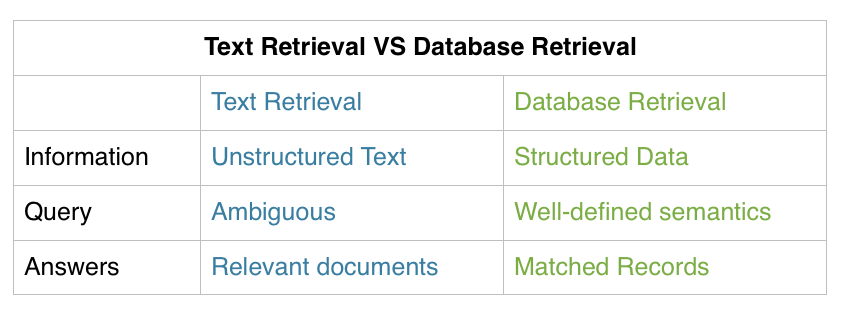 Text Retrieval VS Database Retrieval
Text Retrieval Database Retrieval
Information Unstructured Text Structured Data
Query Ambiguous Well-defined semantics
Answers Relevant documents Matched Records